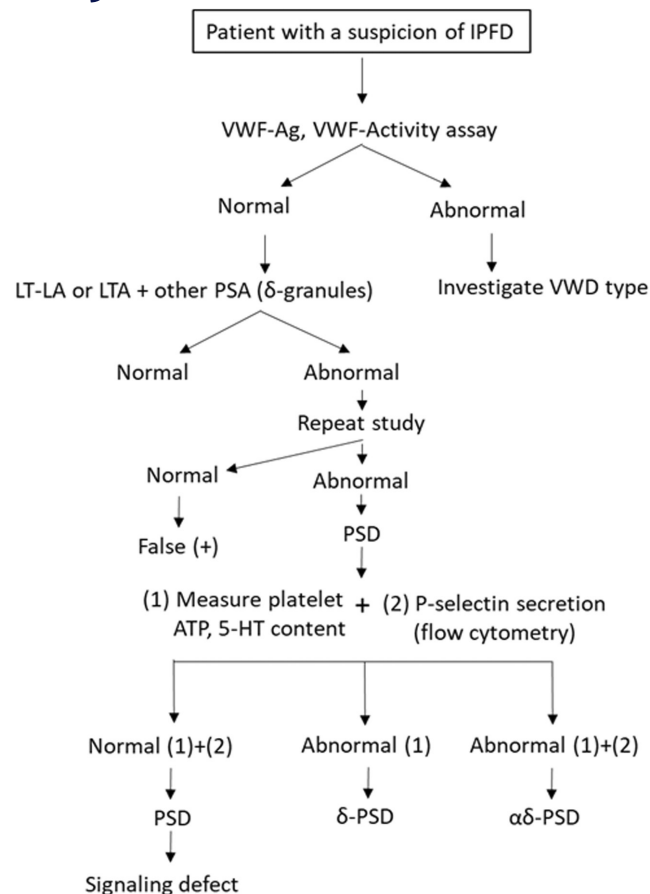 Patient with a suspicion of IPFD
VWF-Ag, VWF-Activity assay
Normal
Abnormal
LT-LA or LTA + other PSA (δ-granules)
Investigate VWD type
Normal
Abnormal
Repeat study
Normal
Abnormal
False (+)
PSD
(1) Measure platelet + (2) P-selectin secretion
ATP, 5-HT content (flow cytometry)
Normal (1)+(2)
Abnormal (1)
Abnormal (1)+(2)
PSD
δ-PSD
αδ-PSD
Signaling defect